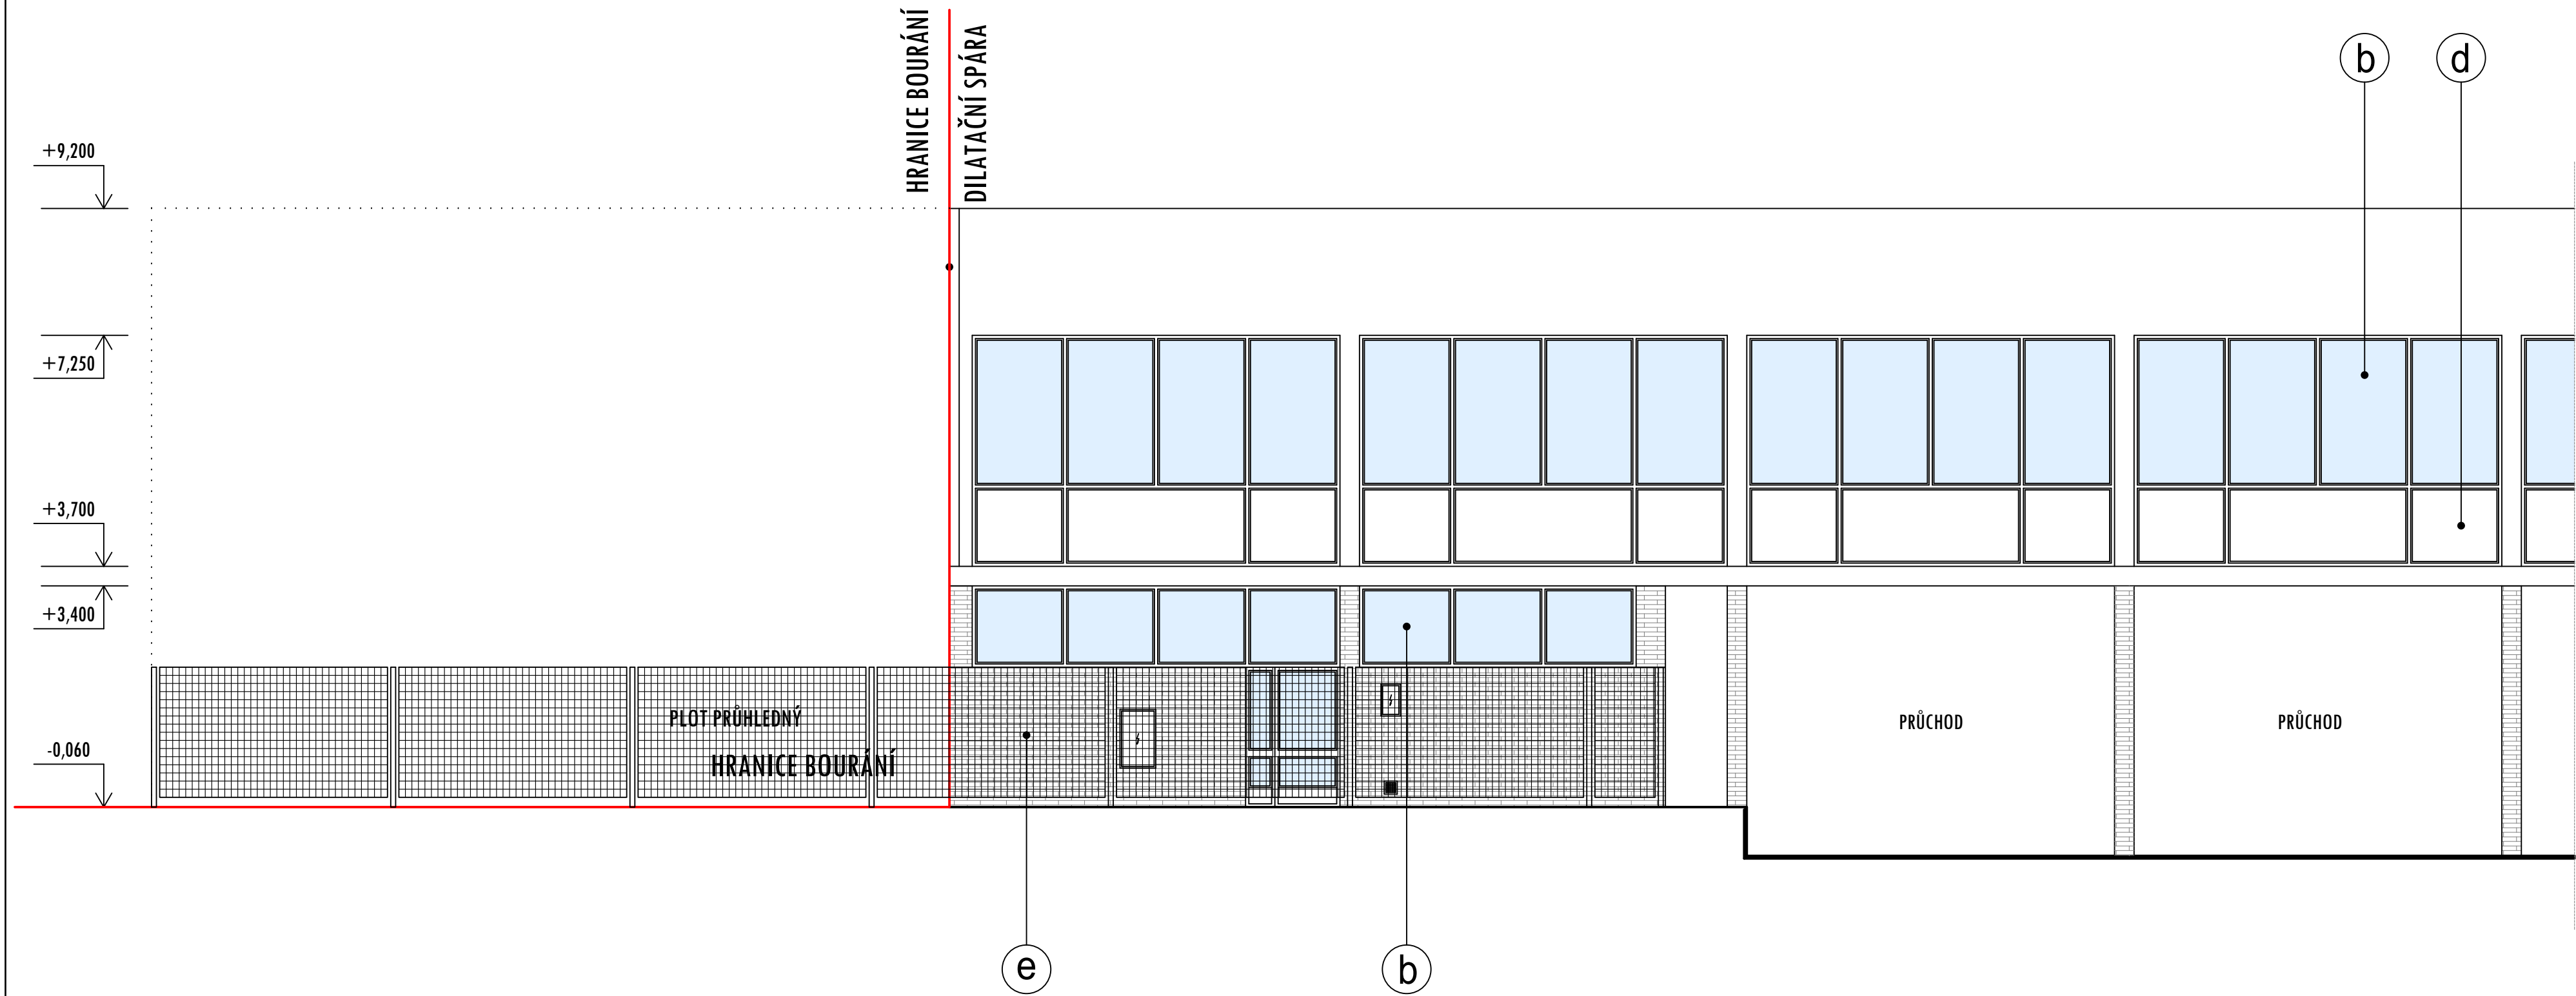 HRANICE BOURÁNÍ
DILATAČNÍ SPÁRA
b
d
+9,200
+7,250
+3,700
+3,400
-0,060
PLOT PRŮHLEDNÝ
HRANICE BOURÁNÍ
PRŮCHOD
PRŮCHOD
e
b